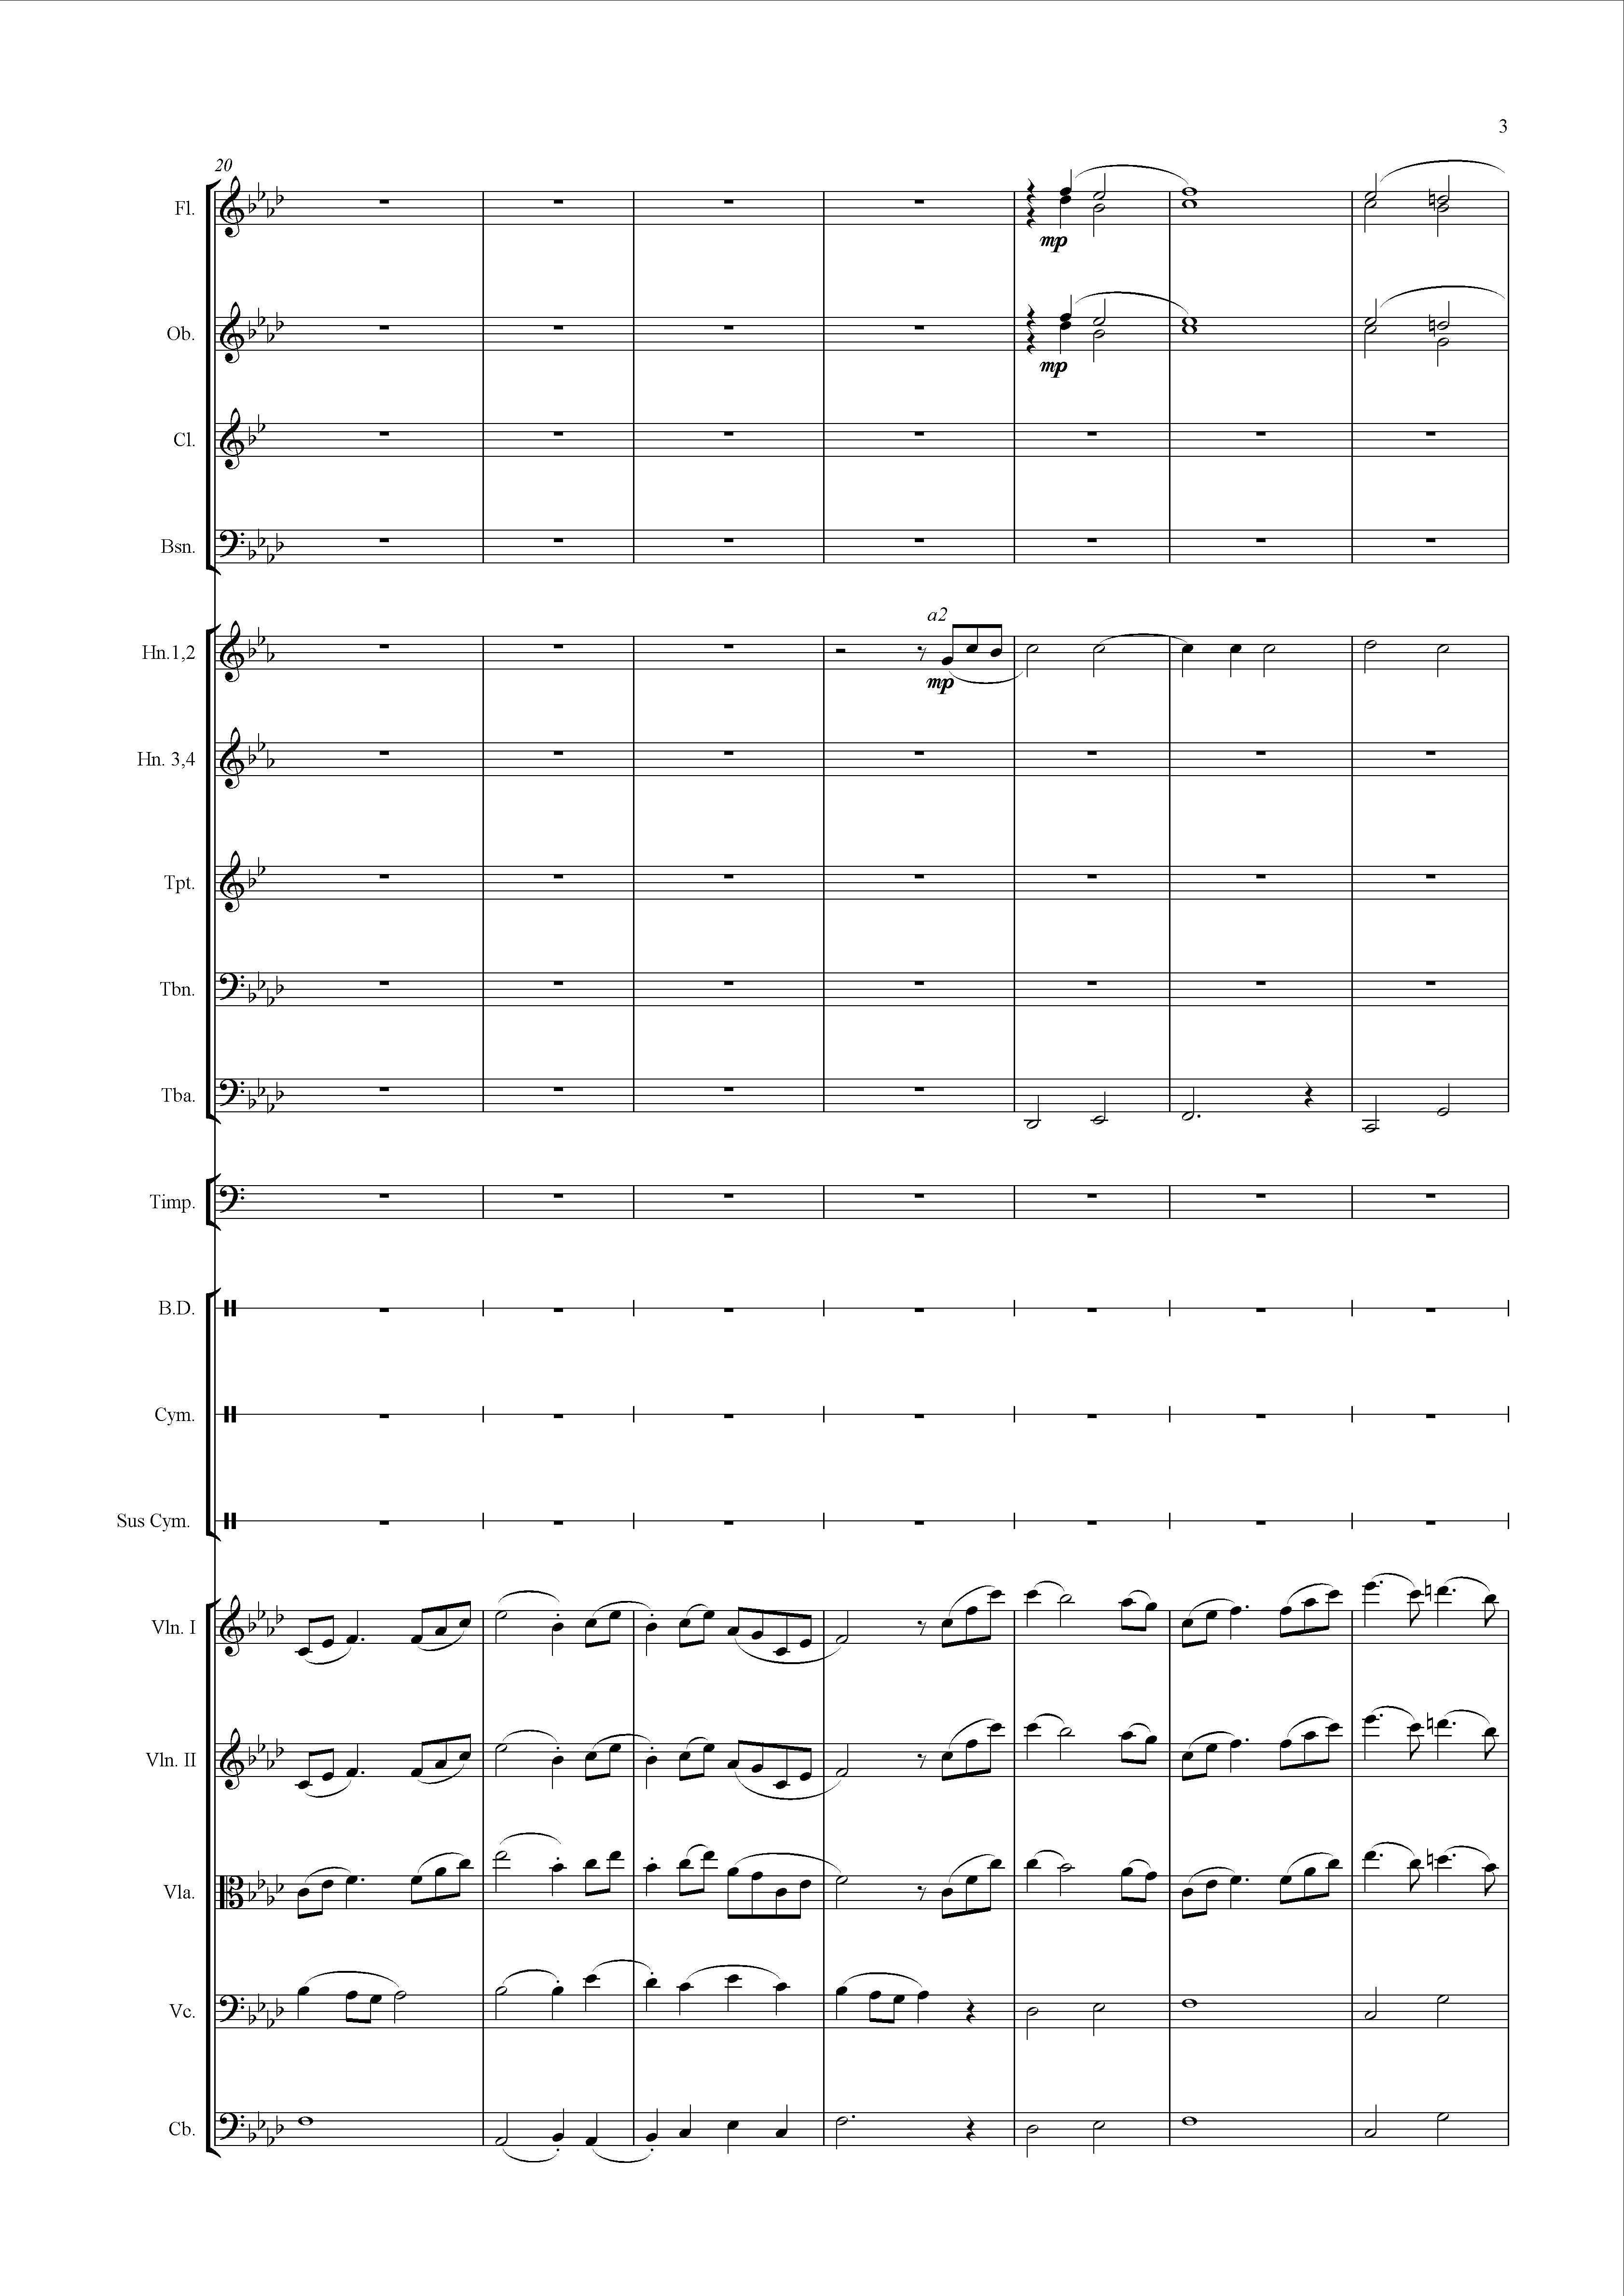 3
20
Fl.
mp
Ob.
mp
Cl.
Bsn.
a2
Hn.1,2
mp
Hn. 3,4
Tpt.
Tbn.
Tba.
Timp.
B.D.
Cym.
Sus Cym.
Vln. I
Vln. II
Vla.
Vc.
Cb.